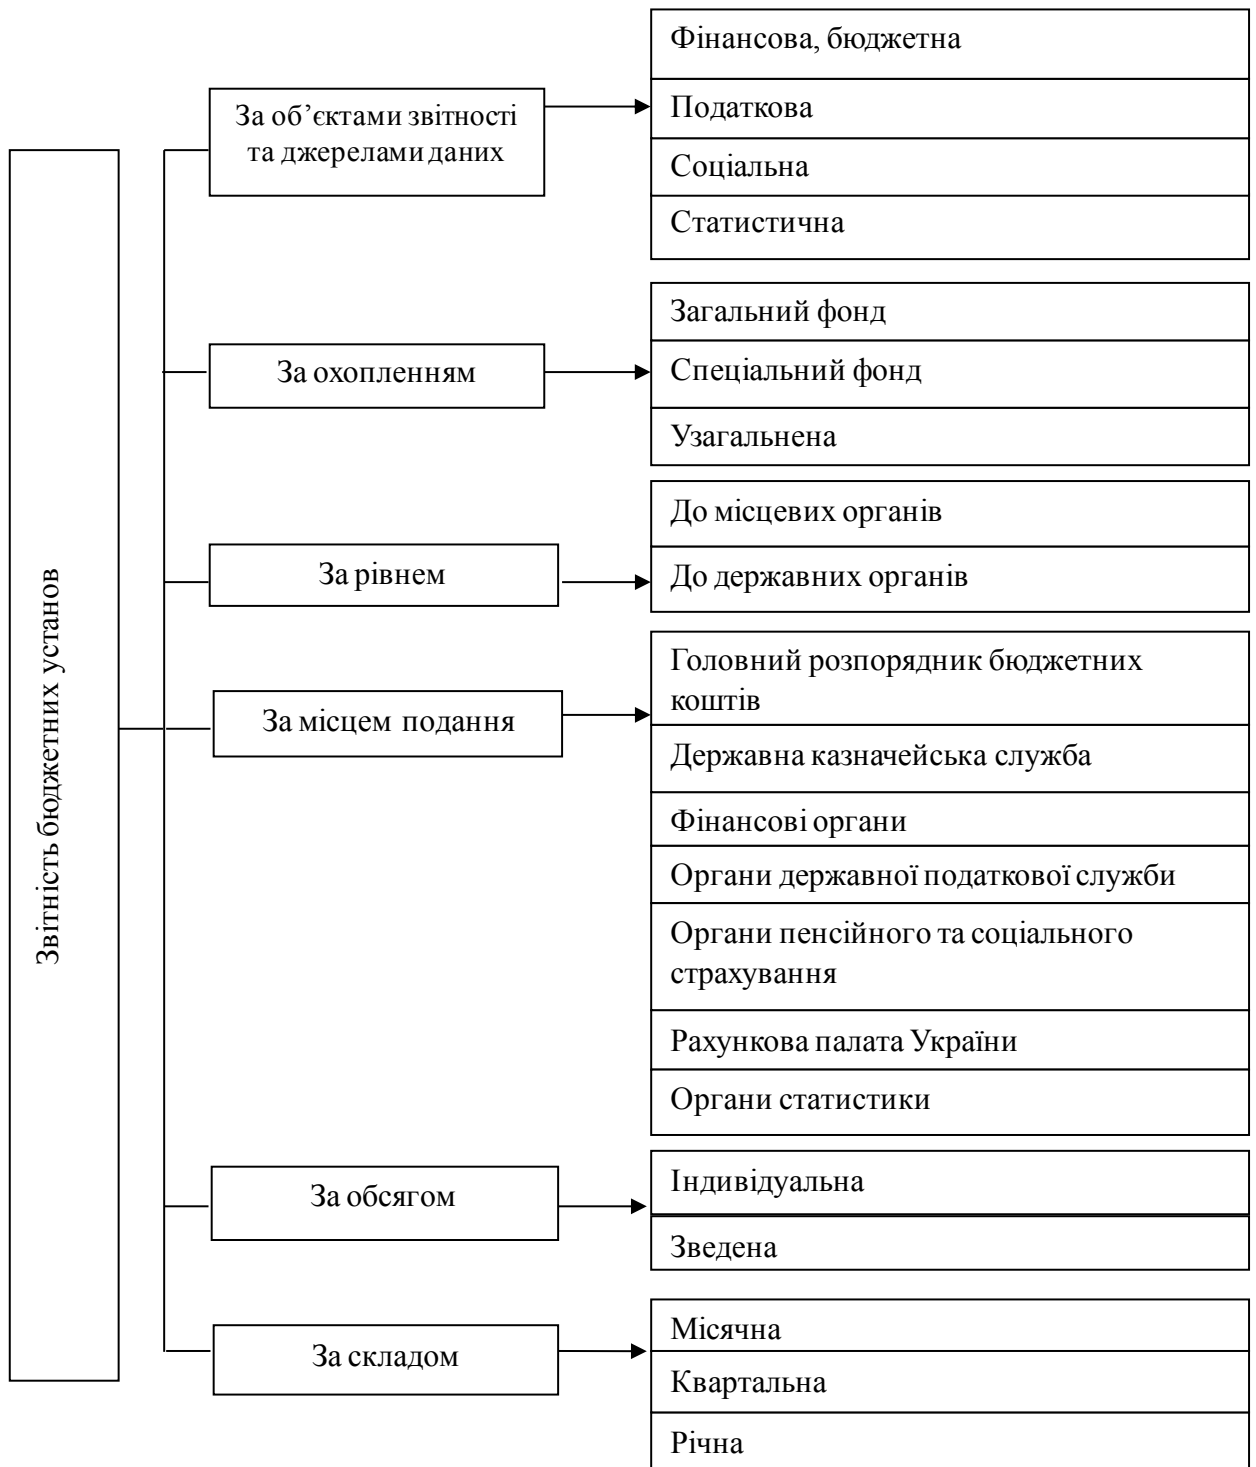 Звітність бюджетних установ
За об’єктами звітності
та джерелами даних
Фінансова, бюджетна
Податкова
Соціальна
Статистична
За охопленням
Загальний фонд
Спеціальний фонд
Узагальнена
За рівнем
До місцевих органів
До державних органів
За місцем подання
Головний розпорядник бюджетних
коштів
Державна казначейська служба
Фінансові органи
Органи державної податкової служби
Органи пенсійного та соціального
страхування
Рахункова палата України
Органи статистики
За обсягом
Індивідуальна
Зведена
За складом
Місячна
Квартальна
Річна